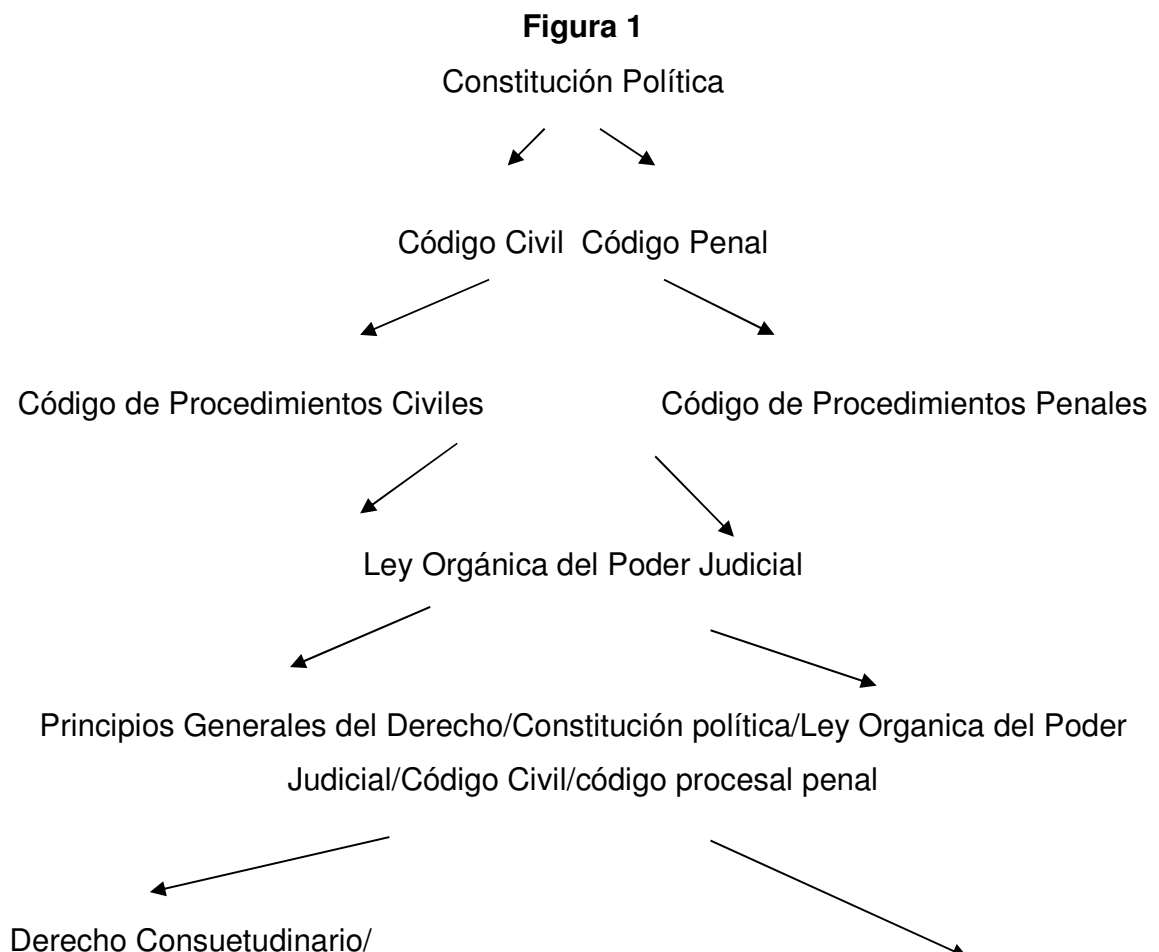 Figura 1
Constitución Política
Código Civil  Código Penal
Código de Procedimientos Civiles
Código de Procedimientos Penales
Ley Orgánica del Poder Judicial
Principios Generales del Derecho/Constitución política/Ley Organica del Poder
Judicial/Código Civil/código procesal penal
Derecho Consuetudinario/